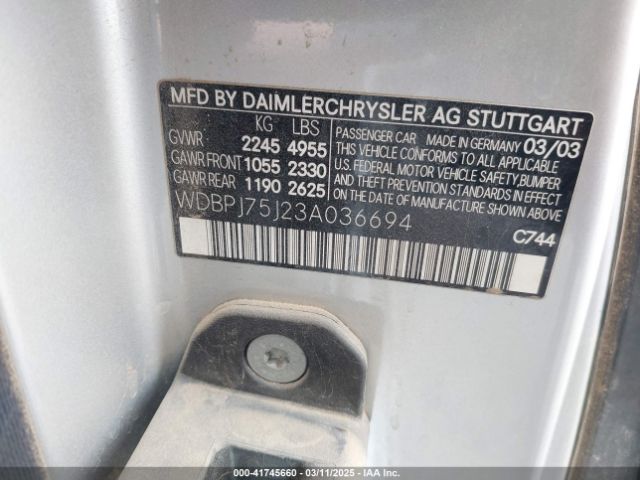 MFD BY DAIMLERCHRYSLER AG STUTTGART
KG LBS
GVWR 2245 4955
GAWR FRONT 1055 2330
GAWR REAR 1190 2625
PASSENGER CAR MADE IN GERMANY 03/03
THIS VEHICLE CONFORMS TO ALL APPLICABLE
U.S. FEDERAL MOTOR VEHICLE SAFETY, BUMPER
AND THEFT PREVENTION STANDARDS IN EFFECT
ON THE DATE OF MANUFACTURE SHOWN ABOVE.
WDBPJ75J23A036694
C744
© - 41745660 - 03/11/2025 - IAA Inc.